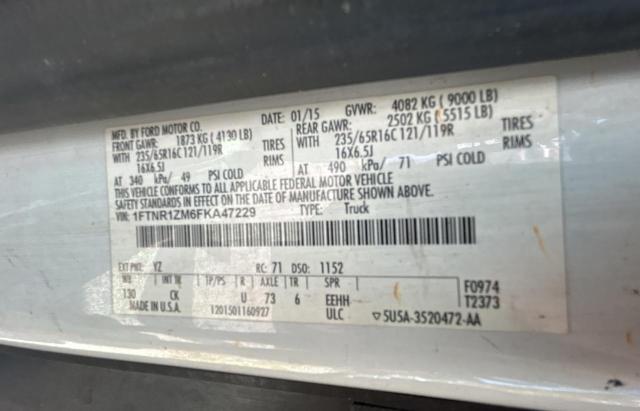 MFD. BY FORD MOTOR CO. DATE: 01/15 GVWR: 4082 KG ( 9000 LB)
FRONT GAWR: 1873 KG ( 4130 LB) REAR GAWR: 2502 KG ( 5515 LB)
WITH 235/65R16C 121/119R TIRES WITH 235/65R16C 121/119R TIRES
16X6.5J RIMS 16X6.5J RIMS
AT 340 kPa/ 49 PSI COLD AT 490 kPa/ 71 PSI COLD
THIS VEHICLE CONFORMS TO ALL APPLICABLE FEDERAL MOTOR VEHICLE
SAFETY STANDARDS IN EFFECT ON THE DATE OF MANUFACTURE SHOWN ABOVE.
VIN: 1FTNR1ZM6FKA47229 TYPE: Truck
EXT PNT: YZ RC: 71 DSO: 1152
WB INT TR TP/PS R AXLE TR SPR F0974
130 CK U 73 6 EEHH T2373
MADE IN U.S.A. 1201501160927 ULC ▽5U5A-3520472-AA